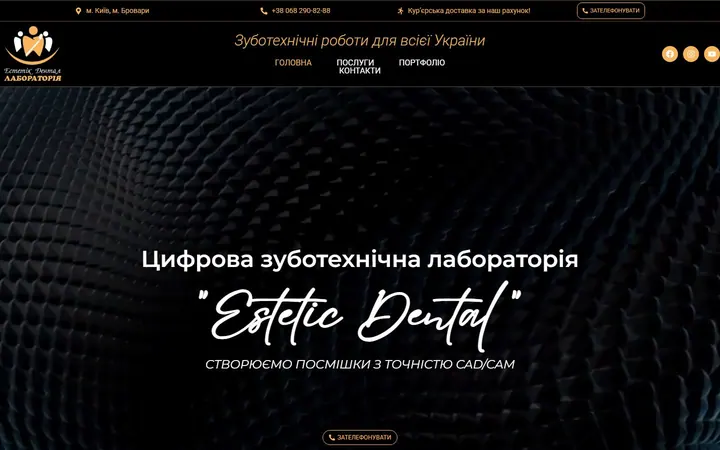 м. Київ, м. Бровари
+38 068 290-82-88
Кур'єрська доставка за наш рахунок!
ЗАТЕЛЕФОНУВАТИ
Естетік Дентал
ЛАБОРАТОРІЯ
Зуботехнічні роботи для всієї України
ГОЛОВНА ПОСЛУГИ ПОРТФОЛІО
КОНТАКТИ
Цифрова зуботехнічна лабораторія
"Estetic Dental"
СТВОРЮЄМО ПОСМІШКИ З ТОЧНІСТЮ CAD/CAM
ЗАТЕЛЕФОНУВАТИ